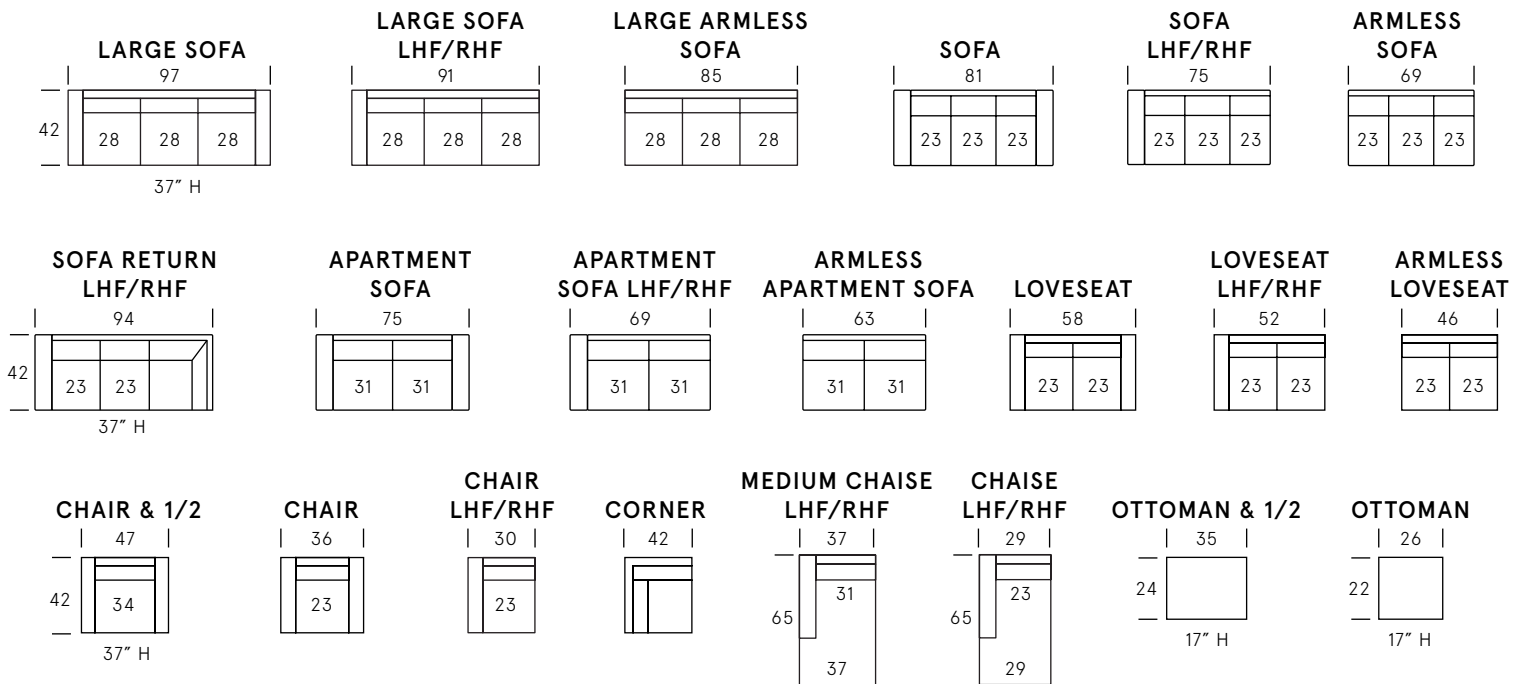 LARGE SOFA
97
42
28 28 28
37" H
LARGE SOFA
LHF/RHF
91
28 28 28
LARGE ARMLESS
SOFA
85
28 28 28
SOFA
81
23 23 23
SOFA
LHF/RHF
75
23 23 23
ARMLESS
SOFA
69
23 23 23
SOFA RETURN
LHF/RHF
94
42
23 23
37" H
APARTMENT
SOFA
75
31 31
APARTMENT
SOFA LHF/RHF
69
31 31
ARMLESS
APARTMENT SOFA
63
31 31
LOVESEAT
58
23 23
LOVESEAT
LHF/RHF
52
23 23
ARMLESS
LOVESEAT
46
23 23
CHAIR & 1/2
47
42
34
37" H
CHAIR
36
23
CHAIR
LHF/RHF
30
23
CORNER
42
MEDIUM CHAISE
LHF/RHF
37
31
65
37
CHAISE
LHF/RHF
29
23
65
29
OTTOMAN & 1/2
35
24
17" H
OTTOMAN
26
22
17" H